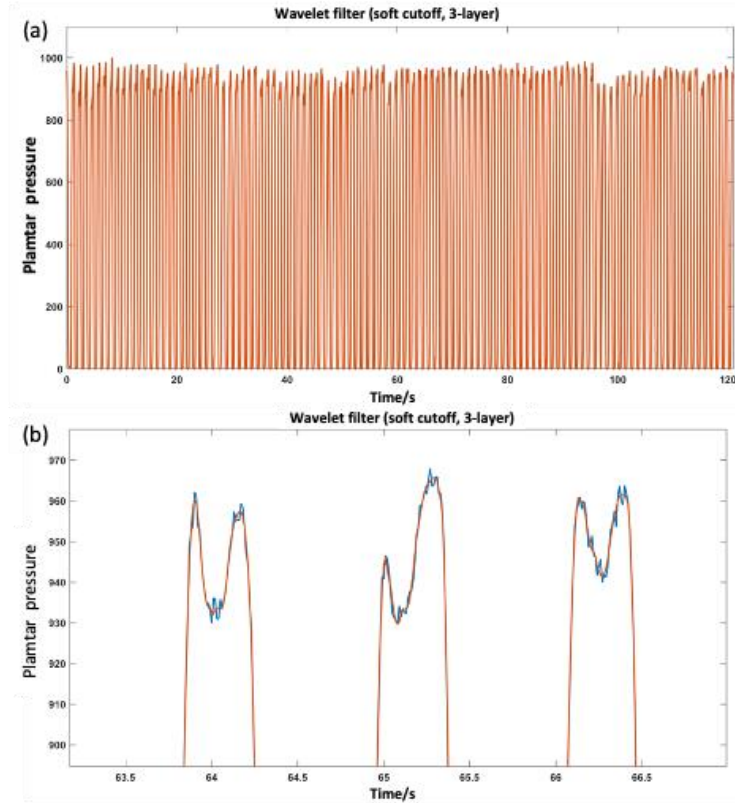 (a)
Wavelet filter (soft cutoff, 3-layer)
Plamtar pressure
1000
800
600
400
200
0
0 20 40 60 80 100 120
Time/s
(b)
Wavelet filter (soft cutoff, 3-layer)
Plamtar pressure
970
960
950
940
930
920
910
900
63.5 64 64.5 65 65.5 66 66.5
Time/s